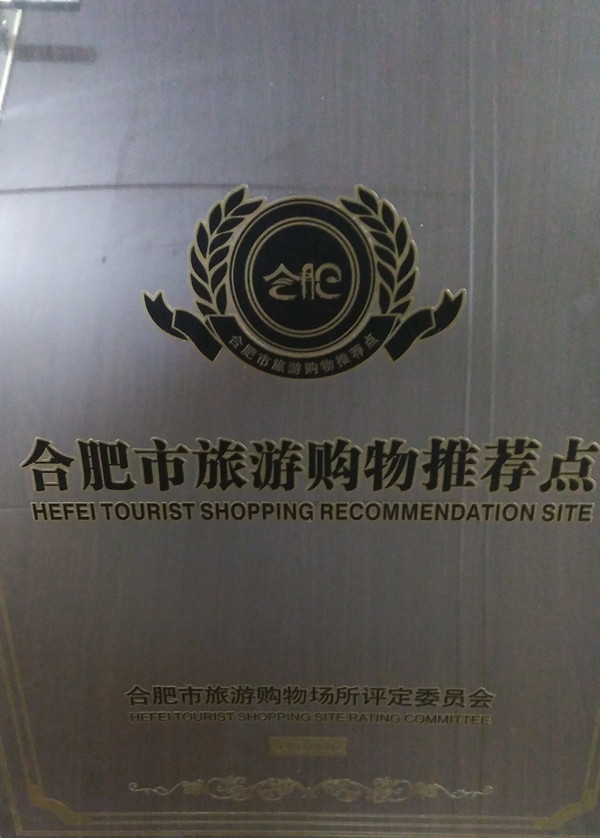 合肥
合肥市旅游购物推荐点
合肥市旅游购物推荐点
HEFEI TOURIST SHOPPING RECOMMENDATION SITE
合肥市旅游购物场所评定委员会
HEFEI TOURIST SHOPPING SITE RATING COMMITTEE